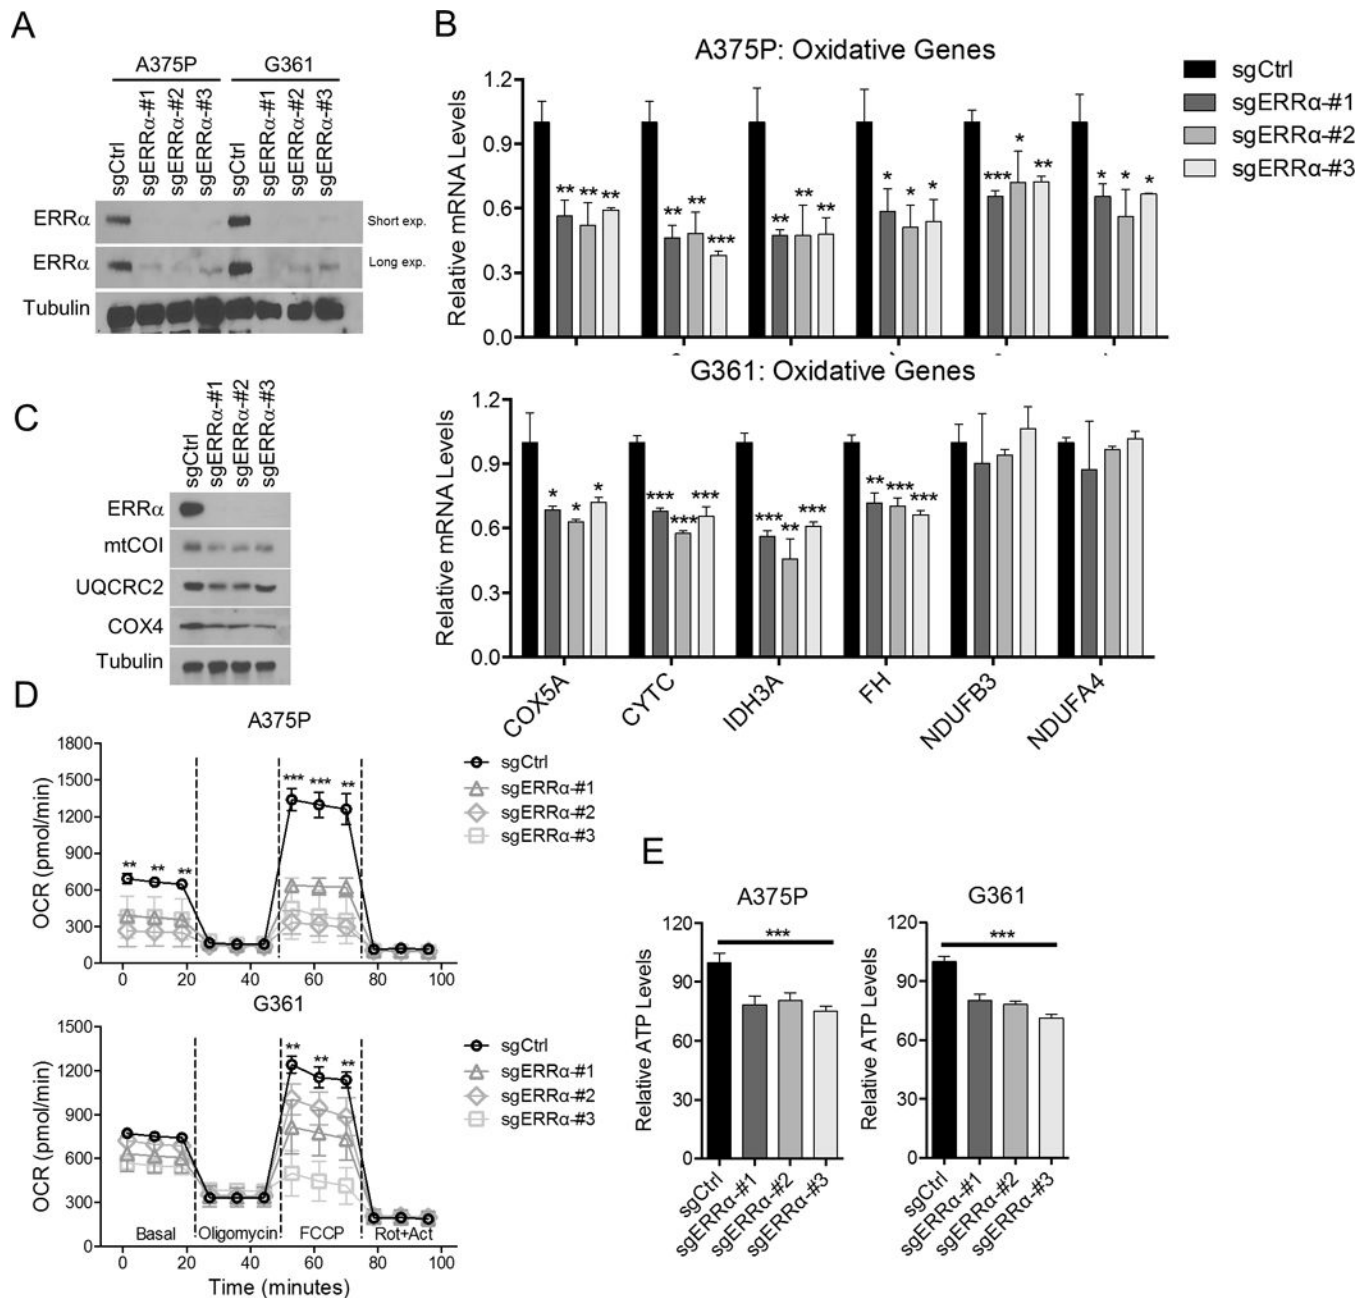 A
A375P
G361
sgCtrl
sgERRα-#1
sgERRα-#2
sgERRα-#3
sgCtrl
sgERRα-#1
sgERRα-#2
sgERRα-#3
ERRα
Short exp.
ERRα
Long exp.
Tubulin
B
A375P: Oxidative Genes
Relative mRNA Levels
1.2
0.9
0.6
0.3
0.0
** ** **
** ** ***
** ** **
* * *
*** * **
* * *
sgCtrl
sgERRα-#1
sgERRα-#2
sgERRα-#3
G361: Oxidative Genes
Relative mRNA Levels
1.2
0.9
0.6
0.3
0.0
* * *
*** *** ***
*** ** ***
** *** ***
COX5A
CYTC
IDH3A
FH
NDUFB3
NDUFA4
C
sgCtrl
sgERRα-#1
sgERRα-#2
sgERRα-#3
ERRα
mtCOI
UQCRC2
COX4
Tubulin
D
A375P
OCR (pmol/min)
1800
1500
1200
900
600
300
0
** ** **
*** *** **
0 20 40 60 80 100
sgCtrl
sgERRα-#1
sgERRα-#2
sgERRα-#3
G361
OCR (pmol/min)
1500
1200
900
600
300
0
** ** **
Basal Oligomycin FCCP Rot+Act
0 20 40 60 80 100
Time (minutes)
sgCtrl
sgERRα-#1
sgERRα-#2
sgERRα-#3
E
A375P
Relative ATP Levels
120
90
60
30
0
***
sgCtrl
sgERRα-#1
sgERRα-#2
sgERRα-#3
G361
Relative ATP Levels
120
90
60
30
0
***
sgCtrl
sgERRα-#1
sgERRα-#2
sgERRα-#3